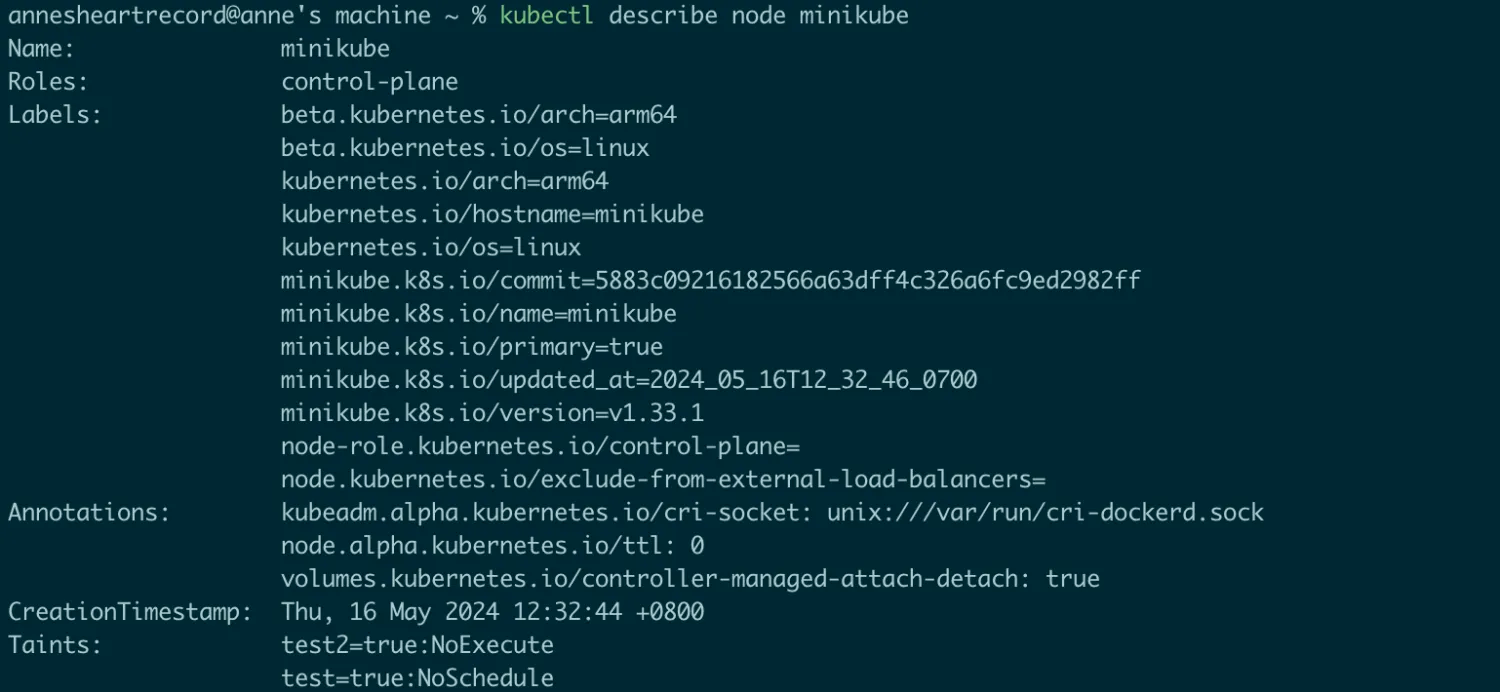 annesheartrecord@anne's machine ~ % kubectl describe node minikube
Name: minikube
Roles: control-plane
Labels: beta.kubernetes.io/arch=arm64
beta.kubernetes.io/os=linux
kubernetes.io/arch=arm64
kubernetes.io/hostname=minikube
kubernetes.io/os=linux
minikube.k8s.io/commit=5883c09216182566a63dff4c326a6fc9ed2982ff
minikube.k8s.io/name=minikube
minikube.k8s.io/primary=true
minikube.k8s.io/updated_at=2024_05_16T12_32_46_0700
minikube.k8s.io/version=v1.33.1
node-role.kubernetes.io/control-plane=
node.kubernetes.io/exclude-from-external-load-balancers=
Annotations: kubeadm.alpha.kubernetes.io/cri-socket: unix:///var/run/cri-dockerd.sock
node.alpha.kubernetes.io/ttl: 0
volumes.kubernetes.io/controller-managed-attach-detach: true
CreationTimestamp: Thu, 16 May 2024 12:32:44 +0800
Taints: test2=true:NoExecute
test=true:NoSchedule